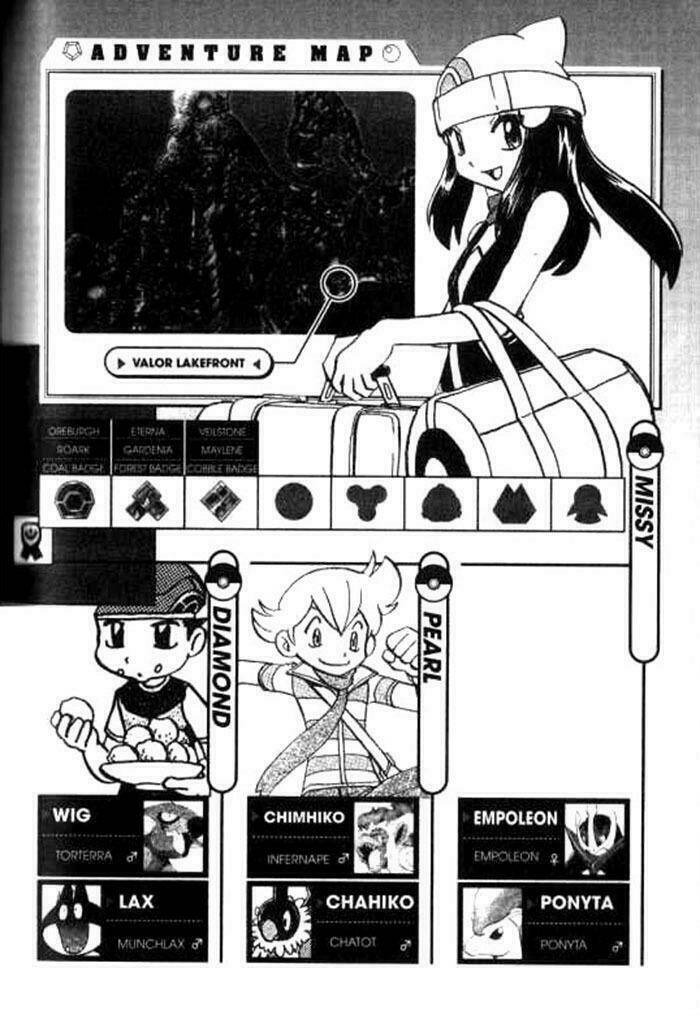 ADVENTURE MAP
VALOR LAKEFRONT
OREBURGH
ROARK
COAL BADGE
ETERNA
GARDENIA
FOREST BADGE
VEILSTONE
MAYLENE
COBBLE BADGE
MISSY
DIAMOND
PEARL
WIG
TORTERRA ♂
LAX
MUNCHLAX ♂
CHIMHIKO
INFERNAPE ♂
CHAHIKO
CHATOT ♂
EMPOLEON
EMPOLEON ♀
PONYTA
PONYTA ♂